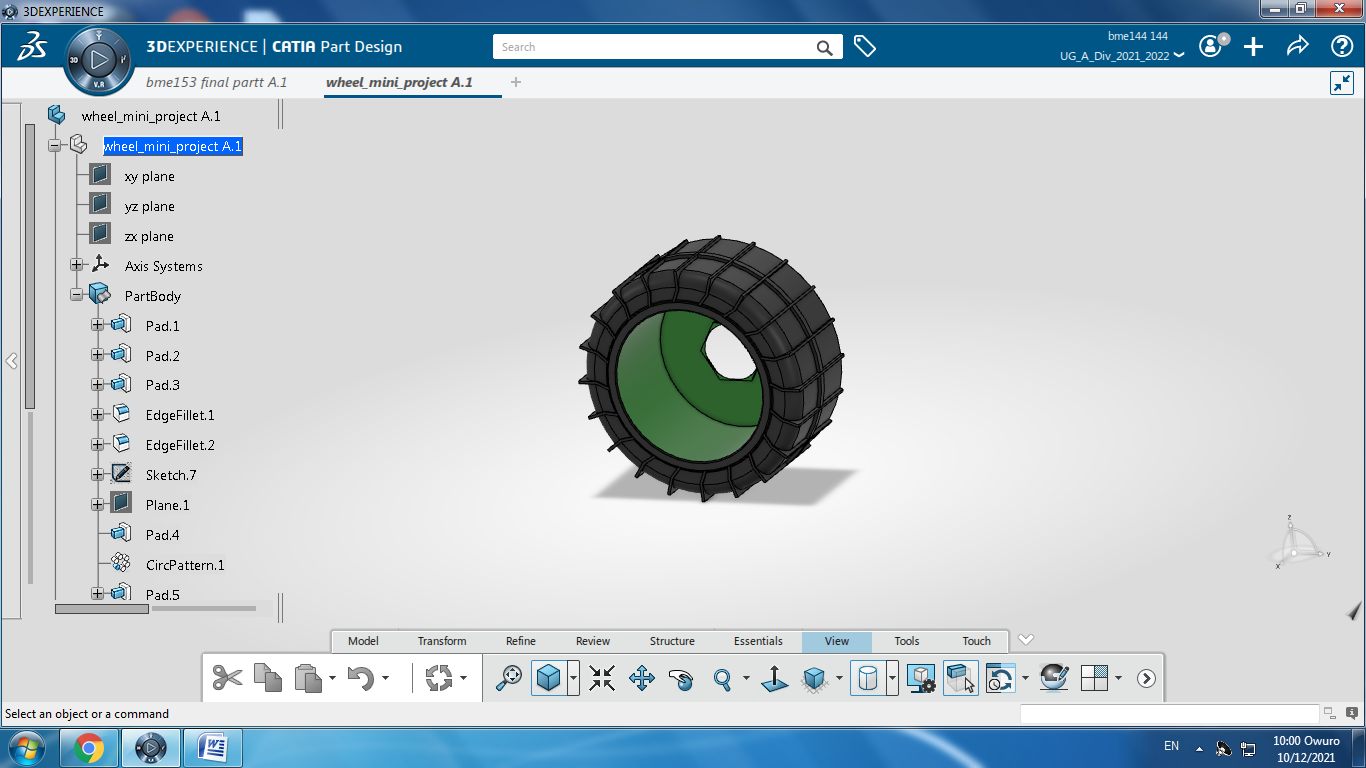 3DEXPERIENCE
3DEXPERIENCE | CATIA Part Design
Search
bme144 144
UG_A_Div_2021_2022
3D
V.R
bme153 final partt A.1
wheel_mini_project A.1
wheel_mini_project A.1
wheel_mini_project A.1
xy plane
yz plane
zx plane
Axis Systems
PartBody
Pad.1
Pad.2
Pad.3
EdgeFillet.1
EdgeFillet.2
Sketch.7
Plane.1
Pad.4
CircPattern.1
Pad.5
z
y
x
Model Transform Refine Review Structure Essentials View Tools Touch
Select an object or a command
EN
10:00 Owuro
10/12/2021